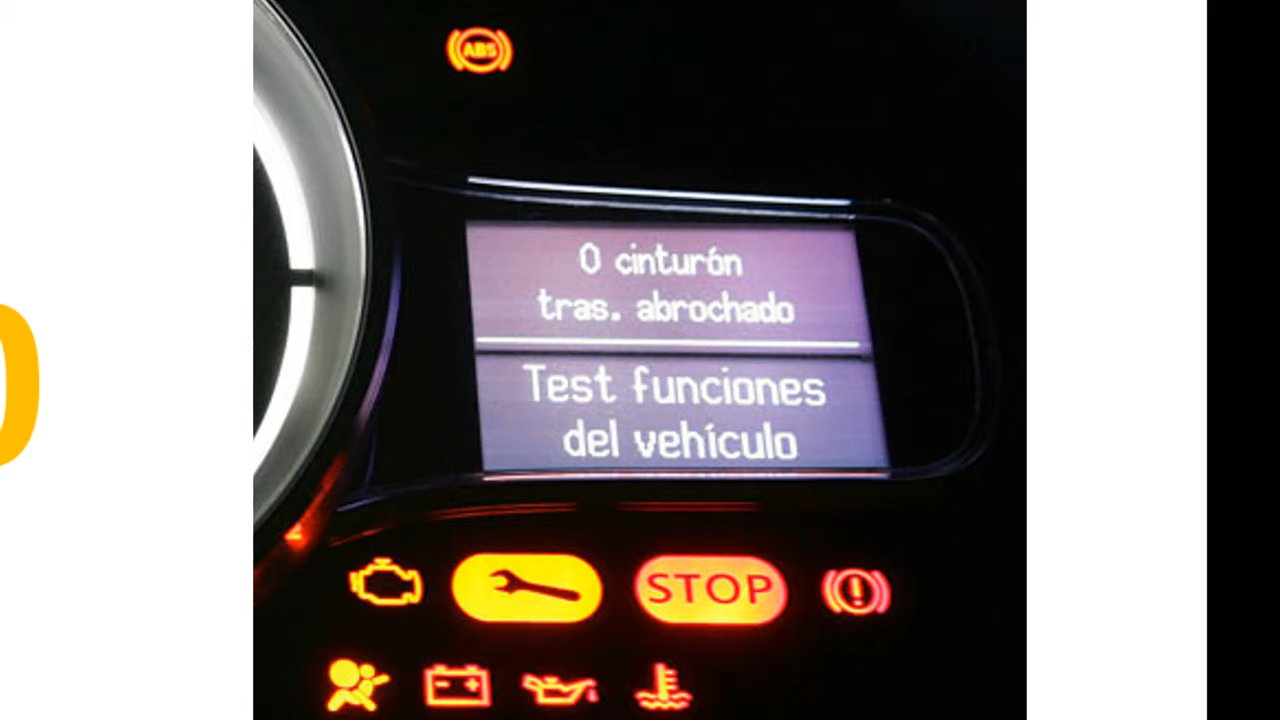 ABS
0 cinturón
tras. abrochado
Test funciones
del vehículo
STOP